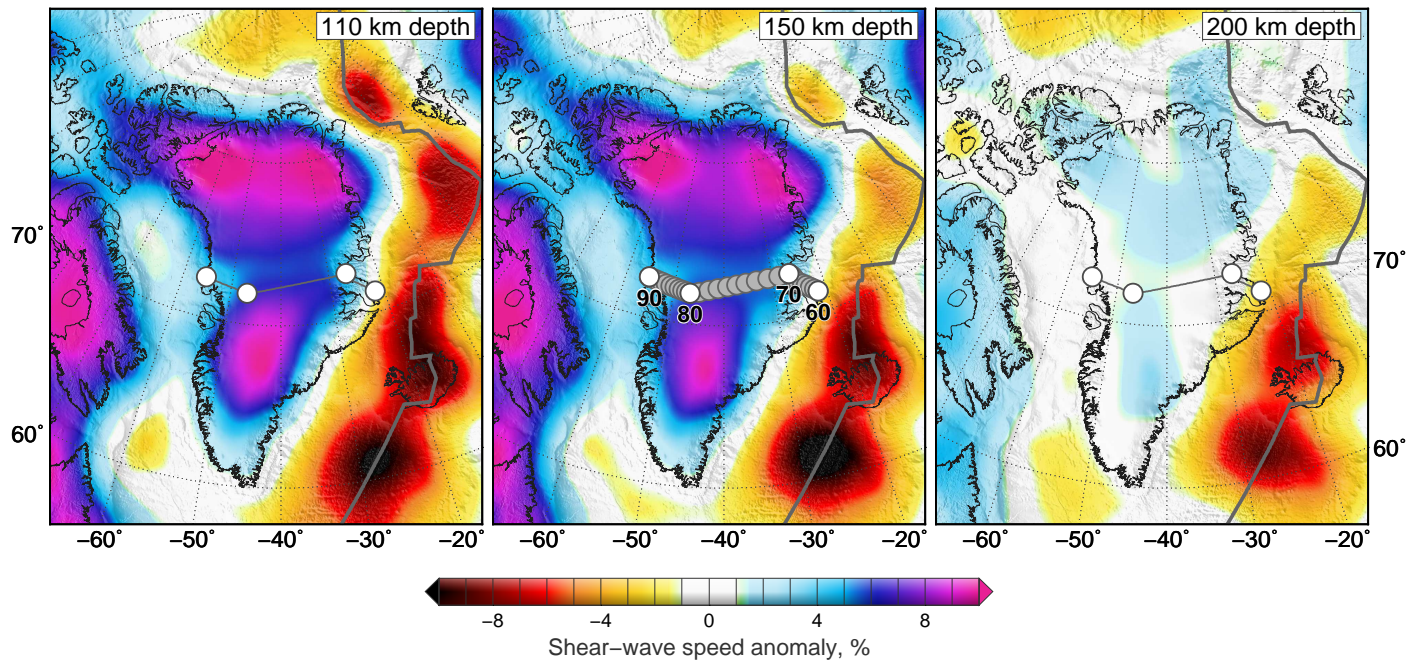 110 km depth
150 km depth
200 km depth
70˚
60˚
90
80
70
60
70˚
60˚
−60˚ −50˚ −40˚ −30˚ −20˚
−60˚ −50˚ −40˚ −30˚ −20˚
−60˚ −50˚ −40˚ −30˚ −20˚
−8 −4 0 4 8
Shear−wave speed anomaly, %